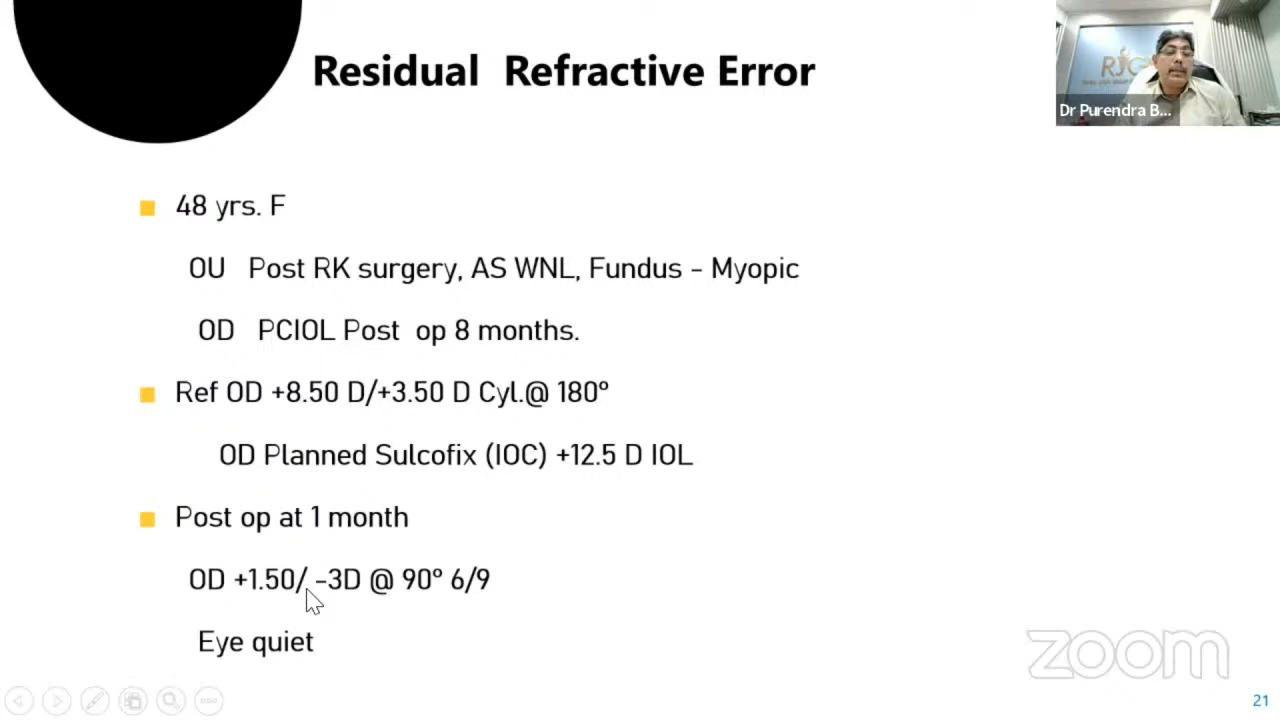 Residual Refractive Error
Dr Purendra B...
48 yrs. F
OU Post RK surgery, AS WNL, Fundus - Myopic
OD PCIOL Post op 8 months.
Ref OD +8.50 D/+3.50 D Cyl.@ 180°
OD Planned Sulcofix (IOC) +12.5 D IOL
Post op at 1 month
OD +1.50/ -3D @ 90° 6/9
Eye quiet
zoom
21